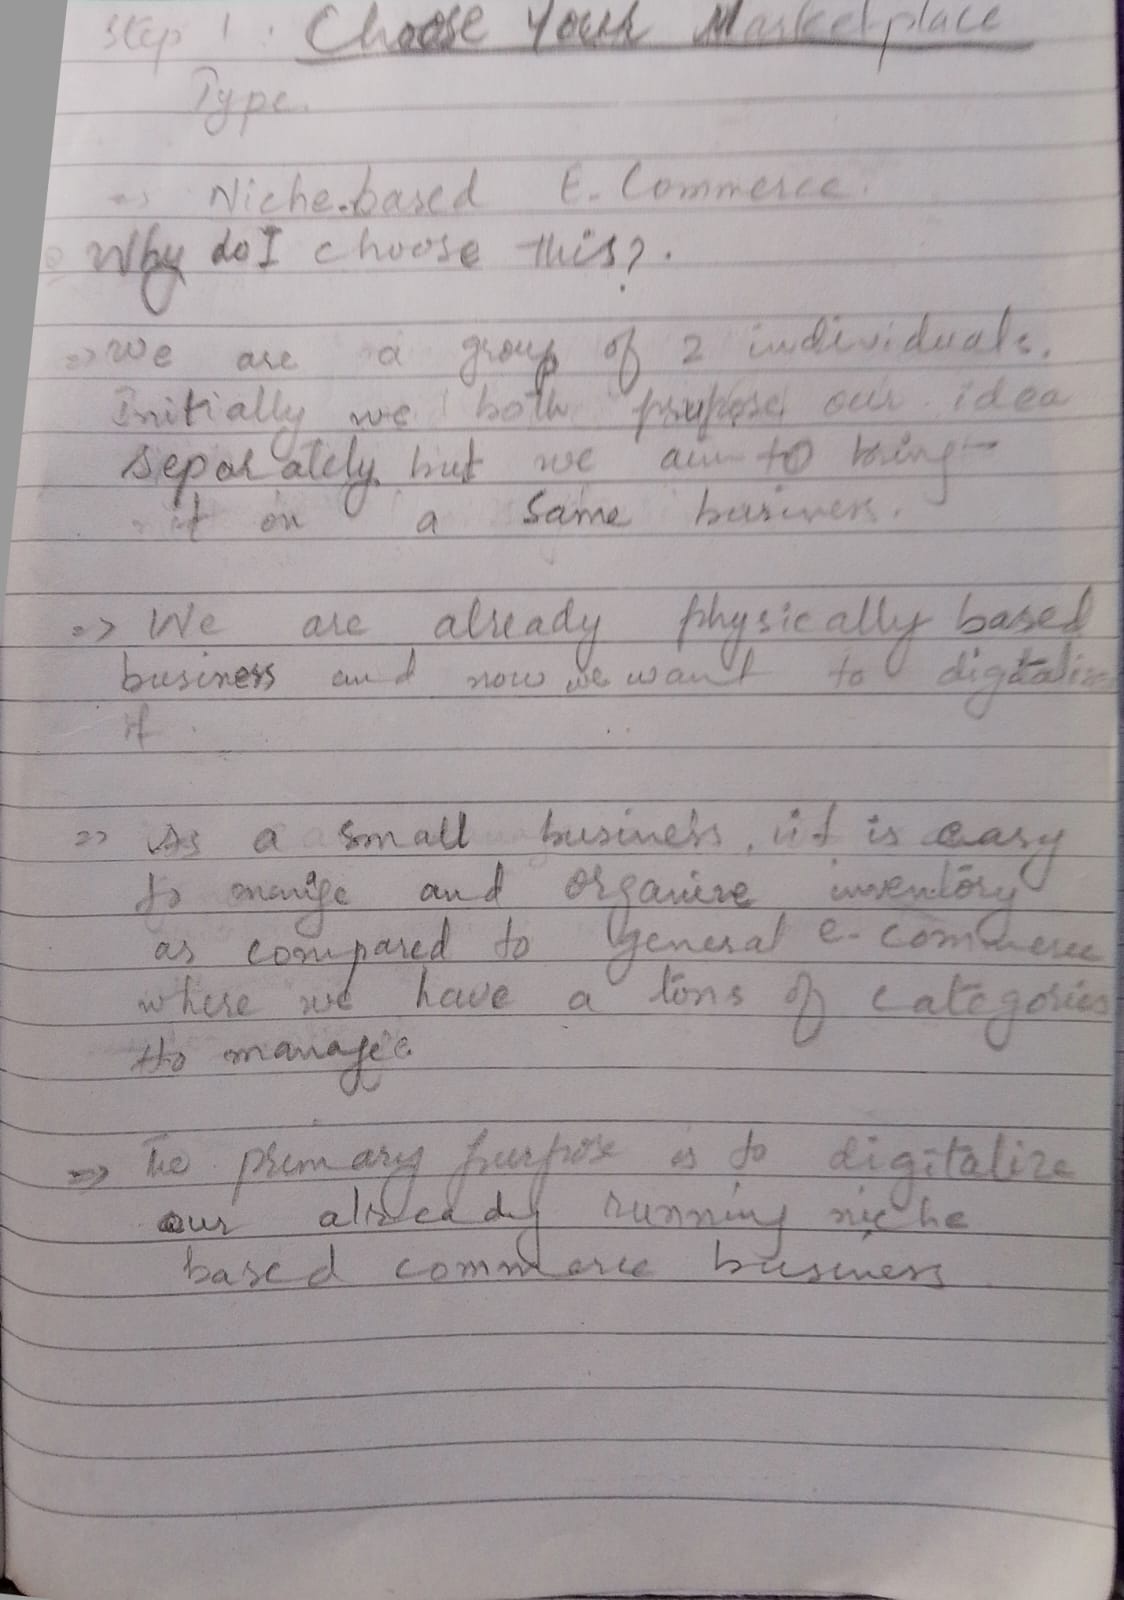 Step 1: Choose Your Marketplace
Type.
=> Niche-based E-Commerce.
Why do I choose this?.
=> We are a group of 2 individuals.
Initially we both propose our idea
separately, but we aim to bring
it on a same business.
=> We are already physically based
business and now we want to digitalize
it.
=> As a small business, it is easy
to manage and organize inventory
as compared to general e-commerce
where we have a tons of categories
to manage.
=> The primary purpose is to digitalize
our already running niche
based commerce business